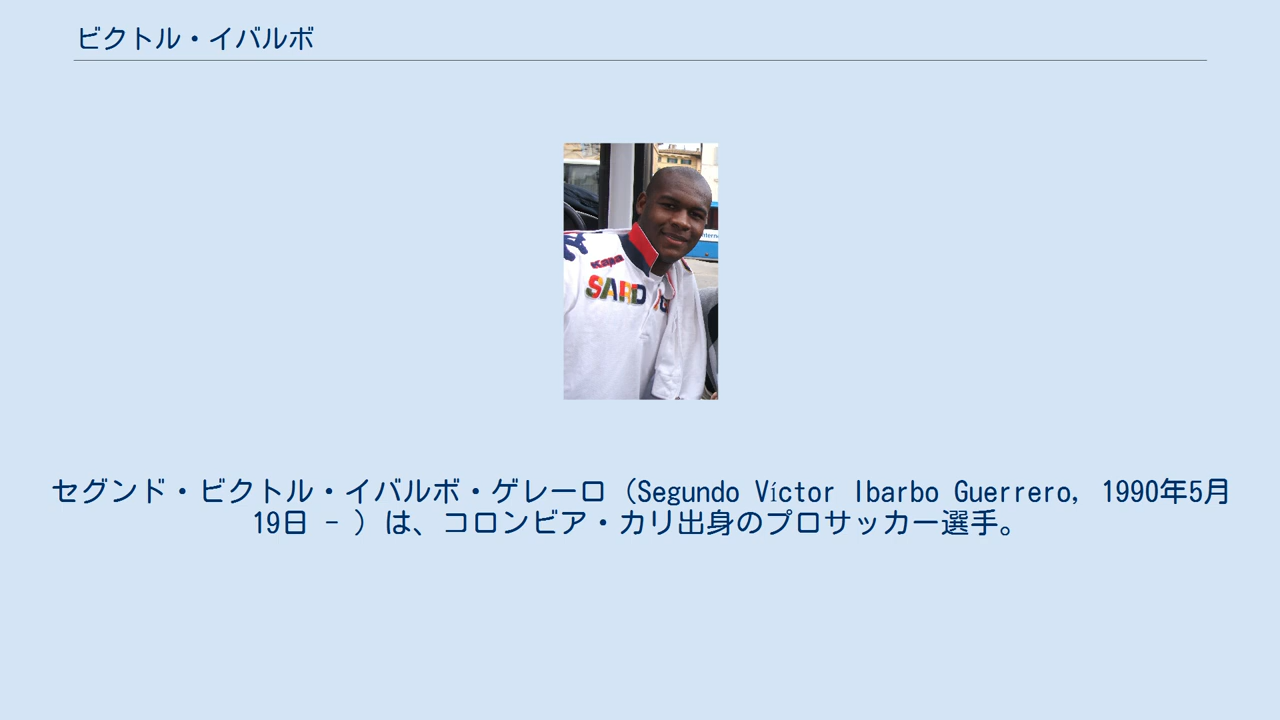 ビクトル・イバルボ
Kappa
SARD
セグンド・ビクトル・イバルボ・ゲレーロ（Segundo Víctor Ibarbo Guerrero, 1990年5月
19日 - ）は、コロンビア・カリ出身のプロサッカー選手。